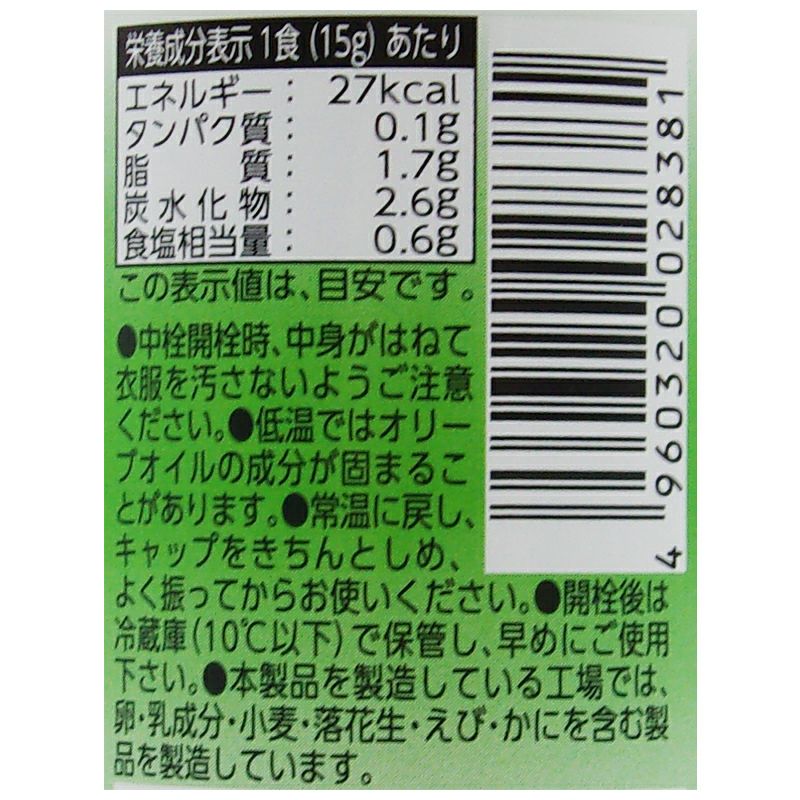 栄養成分表示 1食(15g)あたり
エネルギー: 27kcal
タンパク質: 0.1g
脂質: 1.7g
炭水化物: 2.6g
食塩相当量: 0.6g
この表示値は、目安です。
●中栓開栓時、中身がはねて
衣服を汚さないようご注意
ください。●低温ではオリー
ブオイルの成分が固まるこ
とがあります。●常温に戻し、
キャップをきちんとしめ、
よく振ってからお使いください。●開栓後は
冷蔵庫(10℃以下)で保管し、早めにご使用
下さい。●本製品を製造している工場では、
卵・乳成分・小麦・落花生・えび・かにを含む製
品を製造しています。
4 960320 028381